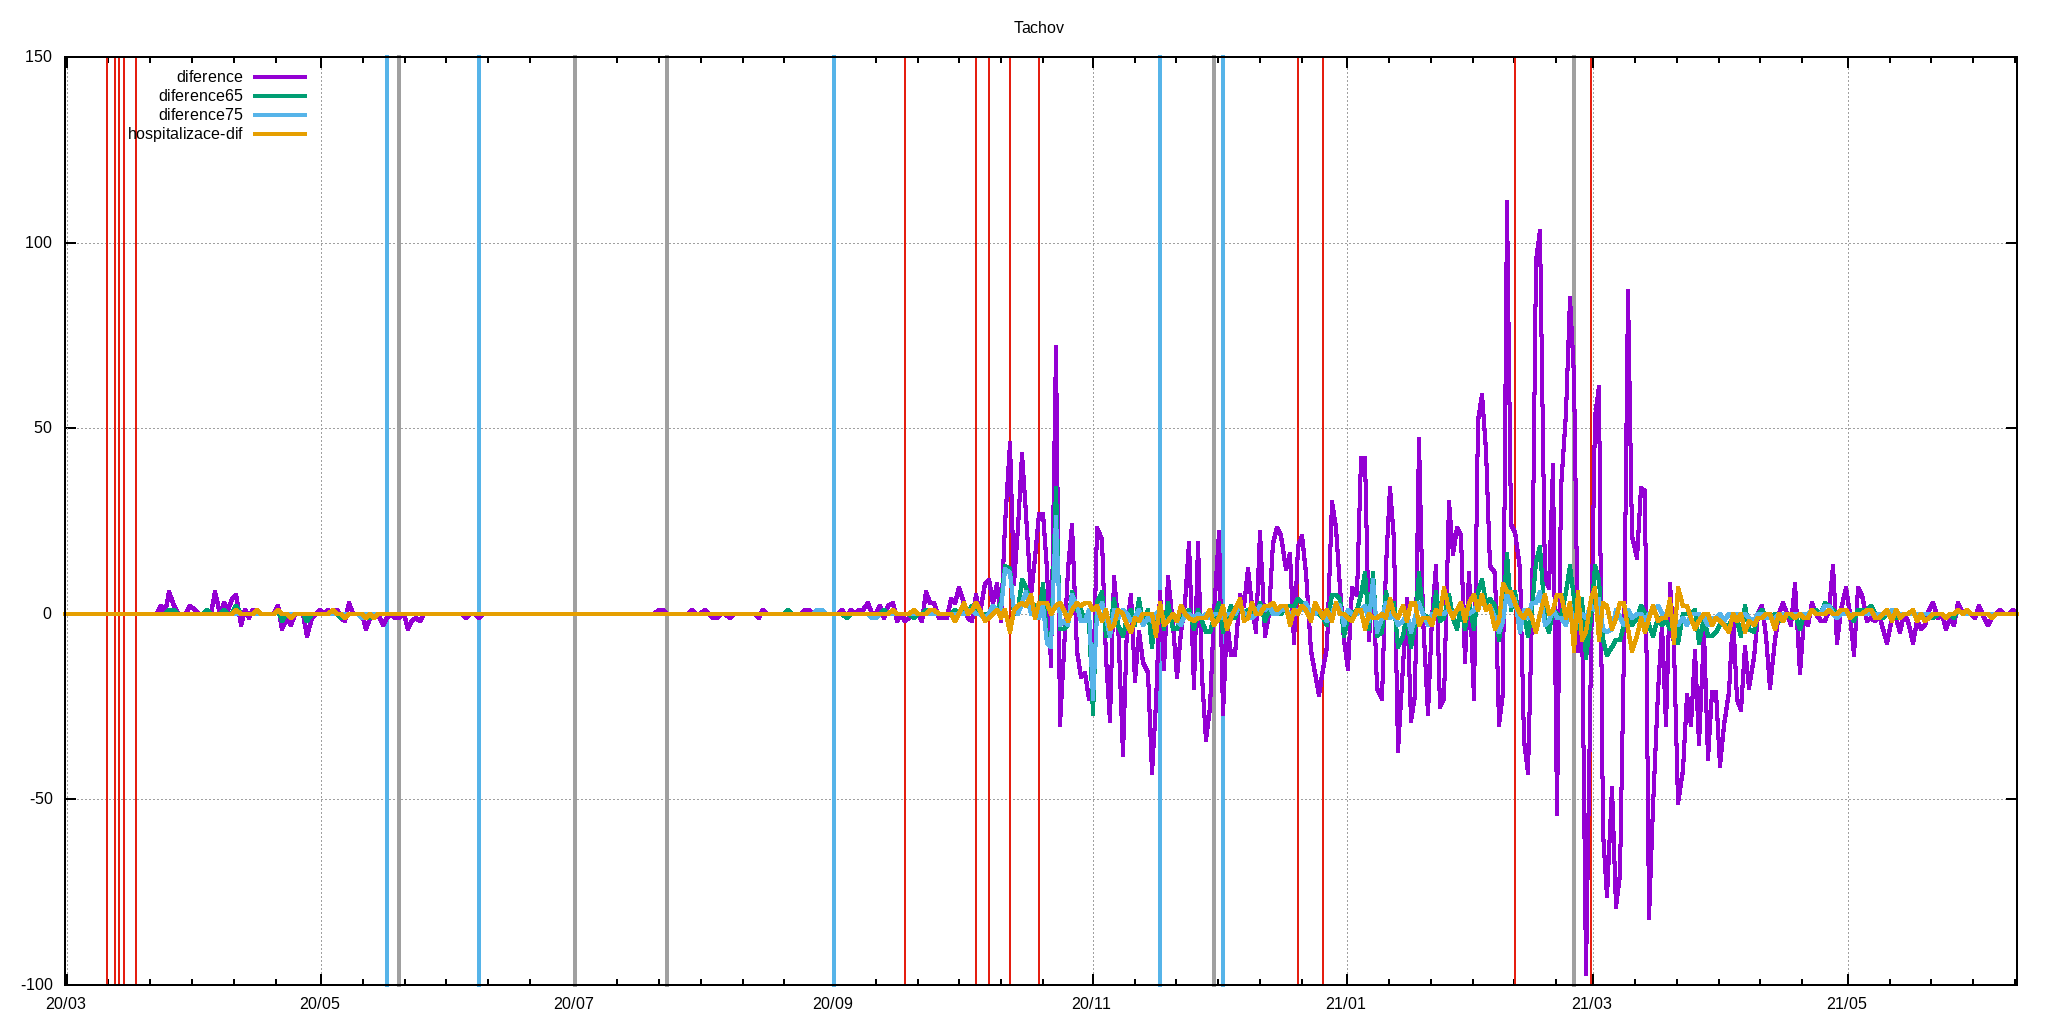 Tachov
150
diference
diference65
diference75
hospitalizace-dif
100
50
0
-50
-100
20/03 20/05 20/07 20/09 20/11 21/01 21/03 21/05